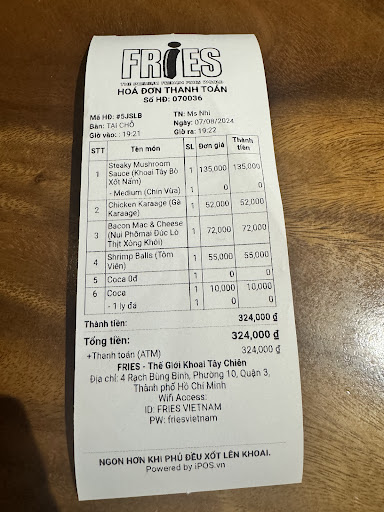 FRiES
THE PREMIUM FRENCH FRIES WORLD
HOÁ ĐƠN THANH TOÁN
Số HĐ: 070036
Mã HĐ: #5JSLB TN: Ms Nhi
Bàn: TẠI CHỖ Ngày: 07/08/2024
Giờ vào: : 19:21 Giờ ra: 19:22
STT Tên món SL Đơn giá Thành tiền
1 Steaky Mushroom Sauce (Khoai Tây Bò Xốt Nấm) 1 135,000 135,000
- Medium (Chín Vừa) 1 0 0
2 Chicken Karaage (Gà Karaage) 1 52,000 52,000
3 Bacon Mac & Cheese (Nui Phômai Đức Lò Thịt Xông Khói) 1 72,000 72,000
4 Shrimp Balls (Tôm Viên) 1 55,000 55,000
5 Coca 0đ 1 0 0
6 Coca 1 10,000 10,000
- 1 ly đá 1 0 0
Thành tiền: 324,000 ₫
Tổng tiền: 324,000 ₫
+Thanh toán (ATM) 324,000 ₫
FRIES - Thế Giới Khoai Tây Chiên
Địa chỉ: 4 Rạch Bùng Binh, Phường 10, Quận 3,
Thành phố Hồ Chí Minh
Wifi Access:
ID: FRIES VIETNAM
PW: friesvietnam
NGON HƠN KHI PHỦ ĐỀU XỐT LÊN KHOAI.
Powered by iPOS.vn